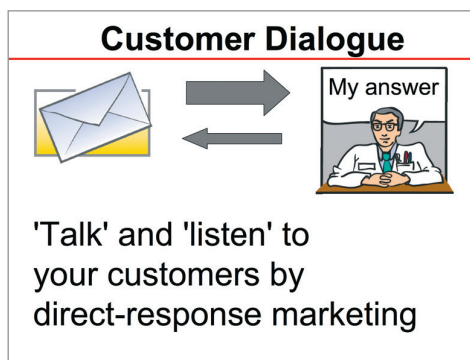 Customer Dialogue
My answer
'Talk' and 'listen' to
your customers by
direct-response marketing